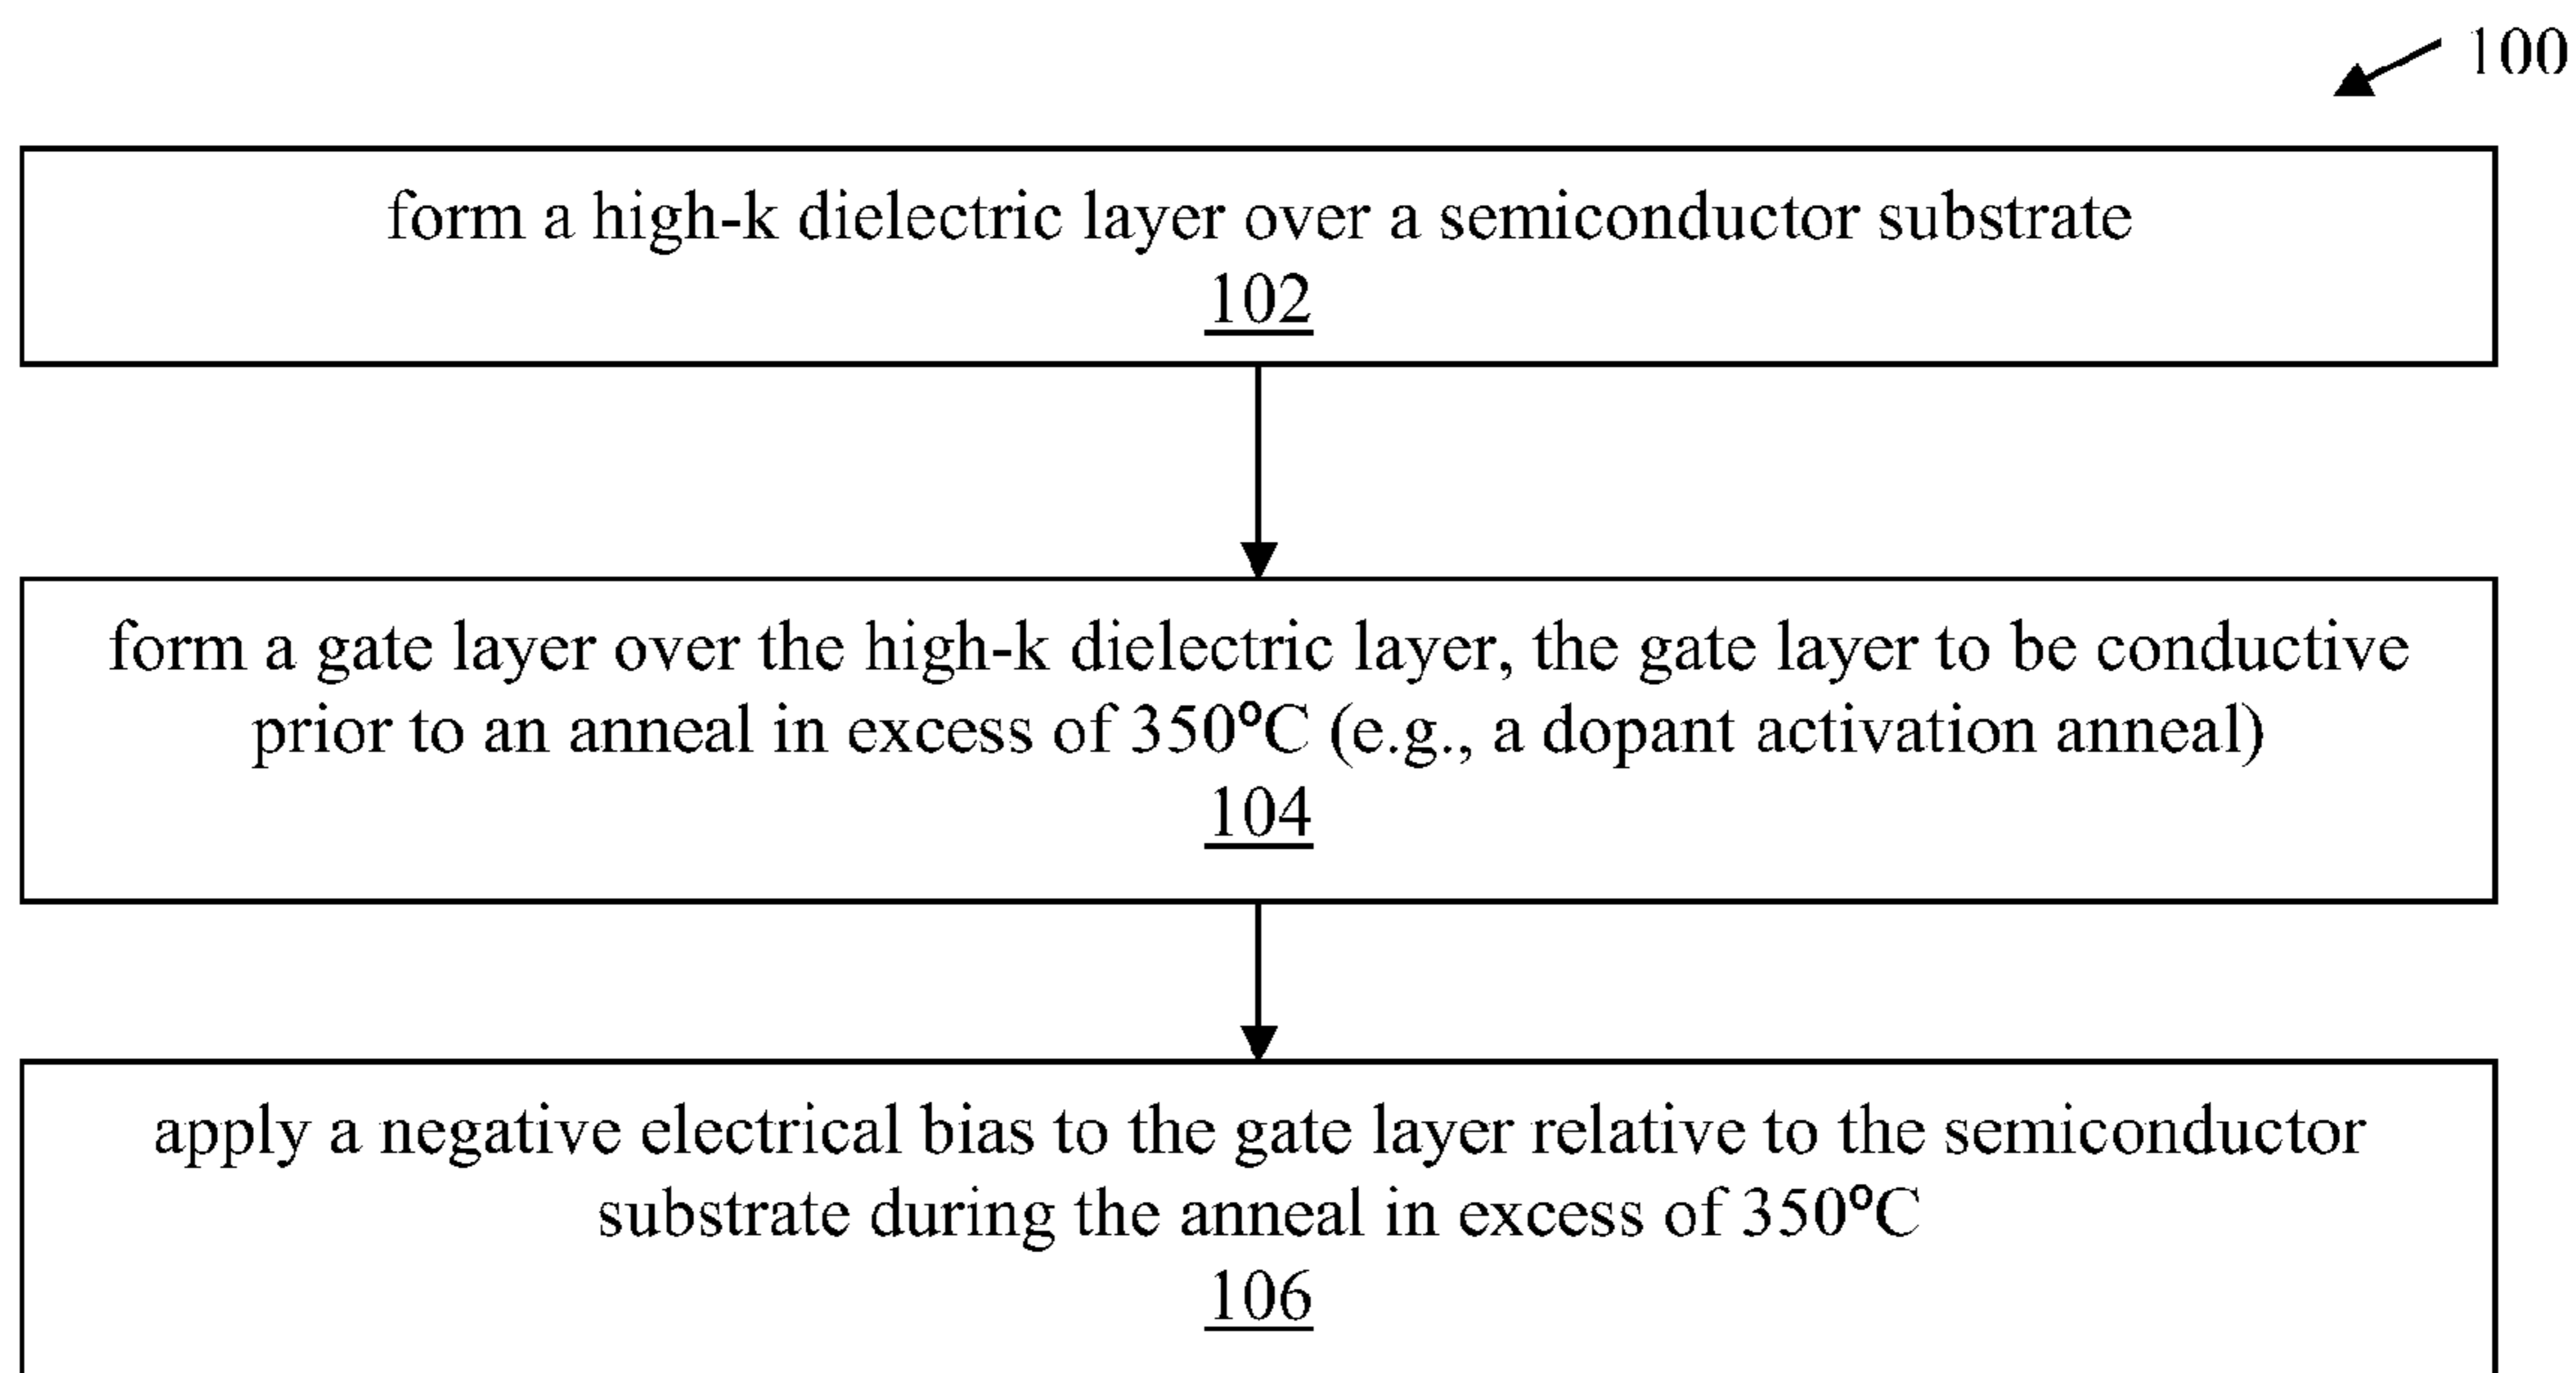 100
form a high-k dielectric layer over a semiconductor substrate
102
form a gate layer over the high-k dielectric layer, the gate layer to be conductive
prior to an anneal in excess of 350ºC (e.g., a dopant activation anneal)
104
apply a negative electrical bias to the gate layer relative to the semiconductor
substrate during the anneal in excess of 350ºC
106